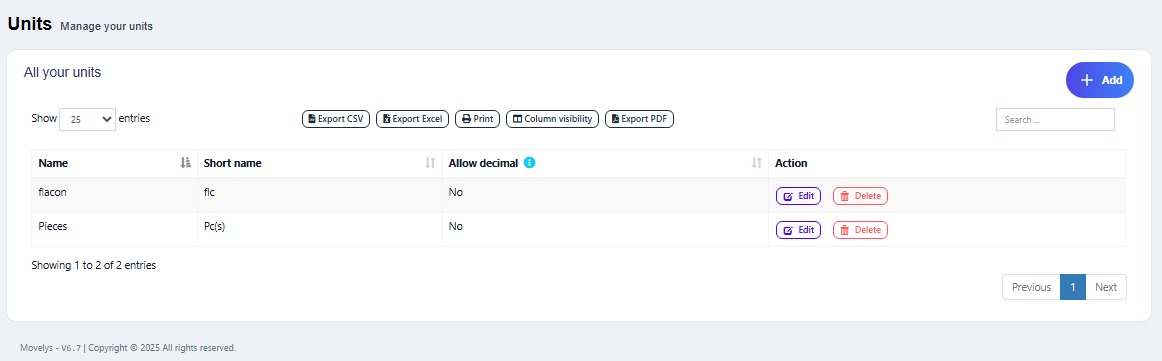 Units Manage your units
All your units
Add
Show 25 entries
Export CSV Export Excel Print Column visibility Export PDF
Search ...
Name Short name Allow decimal Action
flacon flc No Edit Delete
Pieces Pc(s) No Edit Delete
Showing 1 to 2 of 2 entries
Previous 1 Next
Movelys - V6.7 | Copyright © 2025 All rights reserved.